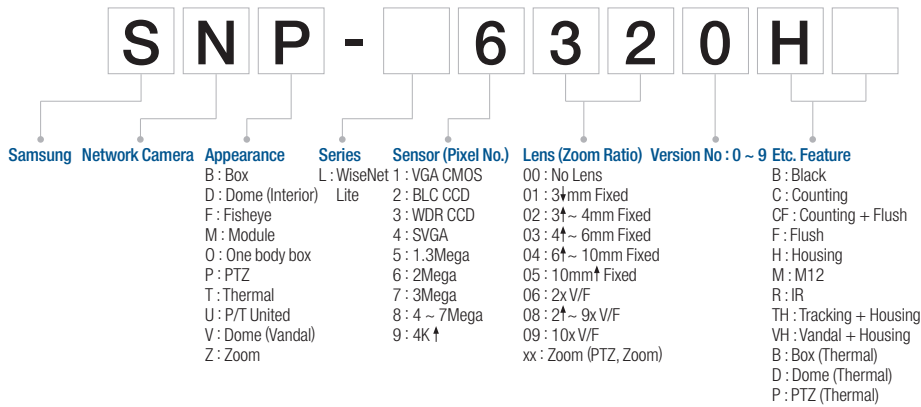 SNP-6320H
Samsung
Network Camera
Appearance
B : Box
D : Dome (Interior)
F : Fisheye
M : Module
O : One body box
P : PTZ
T : Thermal
U : P/T United
V : Dome (Vandal)
Z : Zoom
Series
L : WiseNet
Lite
Sensor (Pixel No.)
1 : VGA CMOS
2 : BLC CCD
3 : WDR CCD
4 : SVGA
5 : 1.3Mega
6 : 2Mega
7 : 3Mega
8 : 4 ~ 7Mega
9 : 4K⬆
Lens (Zoom Ratio)
00 : No Lens
01 : 3⬇mm Fixed
02 : 3⬆~ 4mm Fixed
03 : 4⬆~ 6mm Fixed
04 : 6⬆~ 10mm Fixed
05 : 10mm⬆ Fixed
06 : 2x V/F
08 : 2⬆~ 9x V/F
09 : 10x V/F
xx : Zoom (PTZ, Zoom)
Version No : 0 ~ 9
Etc. Feature
B : Black
C : Counting
CF : Counting + Flush
F : Flush
H : Housing
M : M12
R : IR
TH : Tracking + Housing
VH : Vandal + Housing
B : Box (Thermal)
D : Dome (Thermal)
P : PTZ (Thermal)